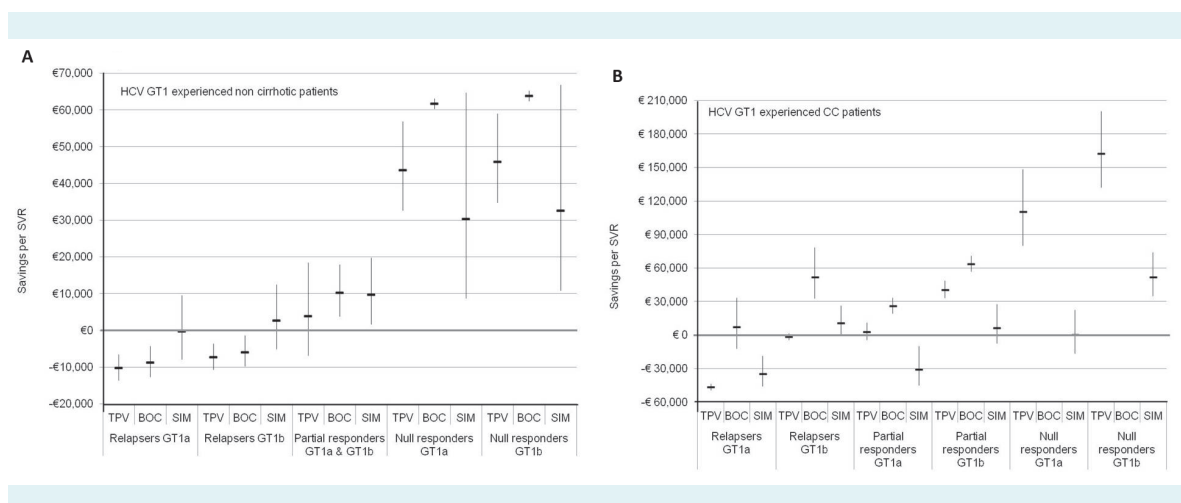 A
HCV GT1 experienced non cirrhotic patients
Savings per SVR
€70,000
€60,000
€50,000
€40,000
€30,000
€20,000
€10,000
€0
-€10,000
-€20,000
TPV BOC SIM TPV BOC SIM TPV BOC SIM TPV BOC SIM TPV BOC SIM
Relapsers GT1a Relapsers GT1b Partial responders Null responders Null responders
GT1a & GT1b GT1a GT1b
B
HCV GT1 experienced CC patients
Savings per SVR
€ 210,000
€ 180,000
€ 150,000
€ 120,000
€ 90,000
€ 60,000
€ 30,000
€ 0
-€ 30,000
-€ 60,000
TPV BOC SIM TPV BOC SIM TPV BOC SIM TPV BOC SIM TPV BOC SIM TPV BOC SIM
Relapsers Relapsers Partial Partial Null Null
GT1a GT1b responders responders responders responders
GT1a GT1b GT1a GT1b